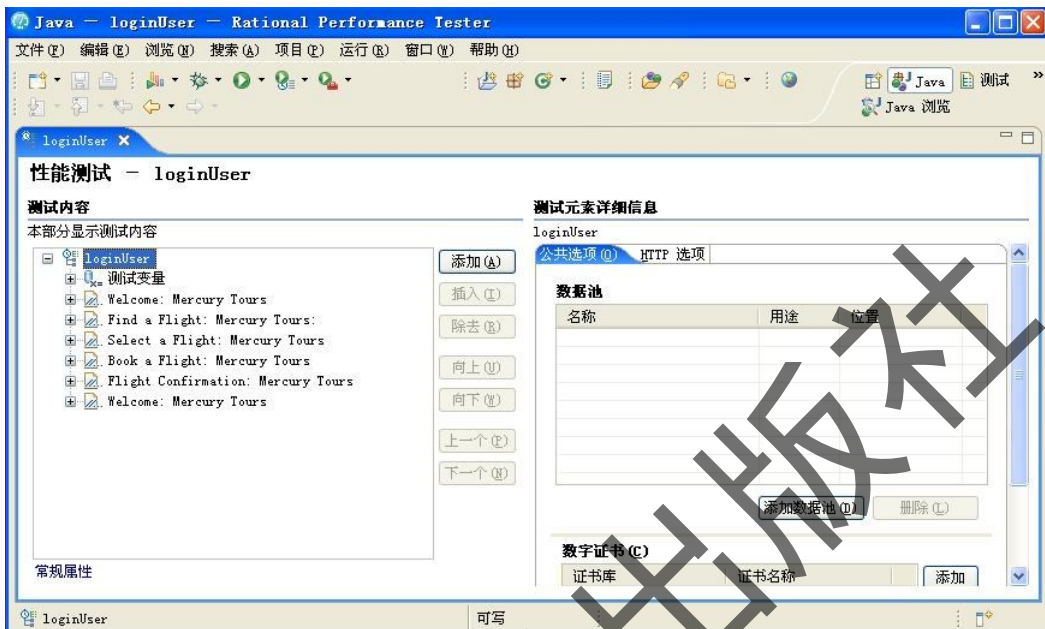 Java — loginUser — Rational Performance Tester
文件(F) 编辑(E) 浏览(N) 搜索(A) 项目(P) 运行(R) 窗口(W) 帮助(H)
Java 测试 »
Java 浏览
loginUser
性能测试 — loginUser
测试内容
本部分显示测试内容
loginUser
测试变量
Welcome: Mercury Tours
Find a Flight: Mercury Tours:
Select a Flight: Mercury Tours
Book a Flight: Mercury Tours
Flight Confirmation: Mercury Tours
Welcome: Mercury Tours
添加(A)
插入(I)
除去(R)
向上(U)
向下(W)
上一个(P)
下一个(N)
常规属性
测试元素详细信息
loginUser
公共选项(O) HTTP 选项
数据池
名称 用途 位置
添加数据池(D) 删除(L)
数字证书(C)
证书库 证书名称 添加
loginUser 可写
出版社